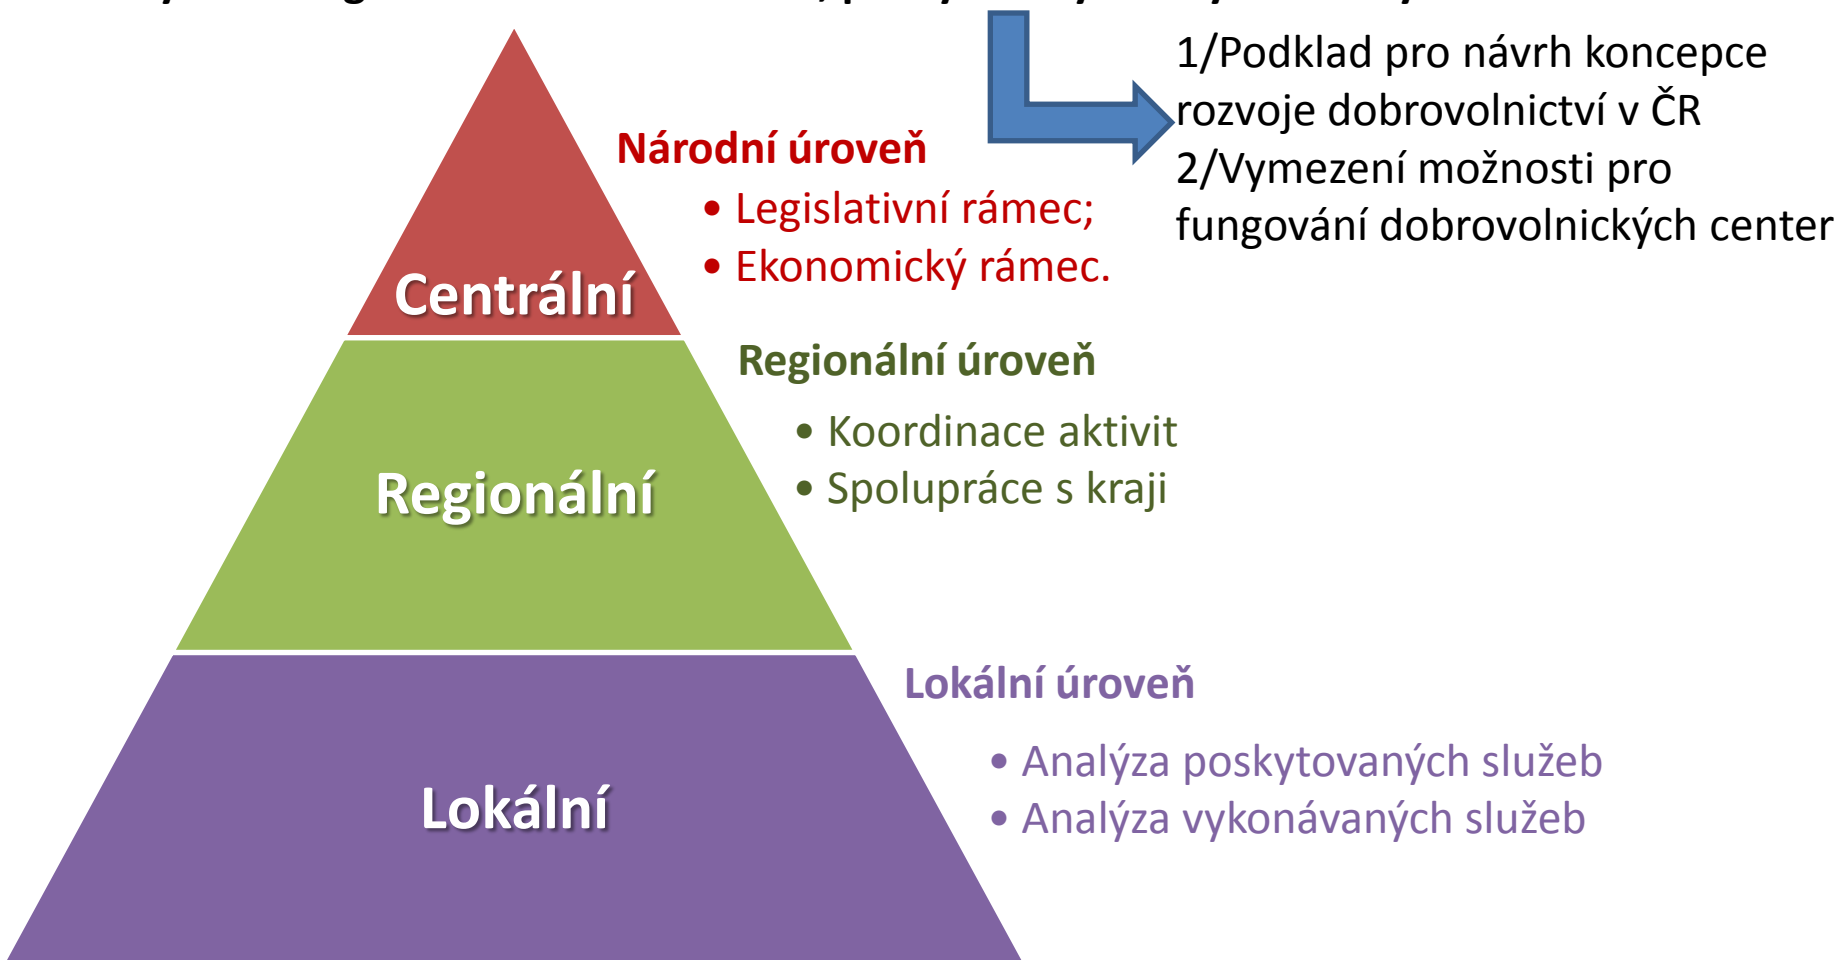 1/Podklad pro návrh koncepce
rozvoje dobrovolnictví v ČR
2/Vymezení možnosti pro
fungování dobrovolnických center
Národní úroveň
• Legislativní rámec;
• Ekonomický rámec.
Centrální
Regionální úroveň
• Koordinace aktivit
• Spolupráce s kraji
Regionální
Lokální úroveň
• Analýza poskytovaných služeb
• Analýza vykonávaných služeb
Lokální